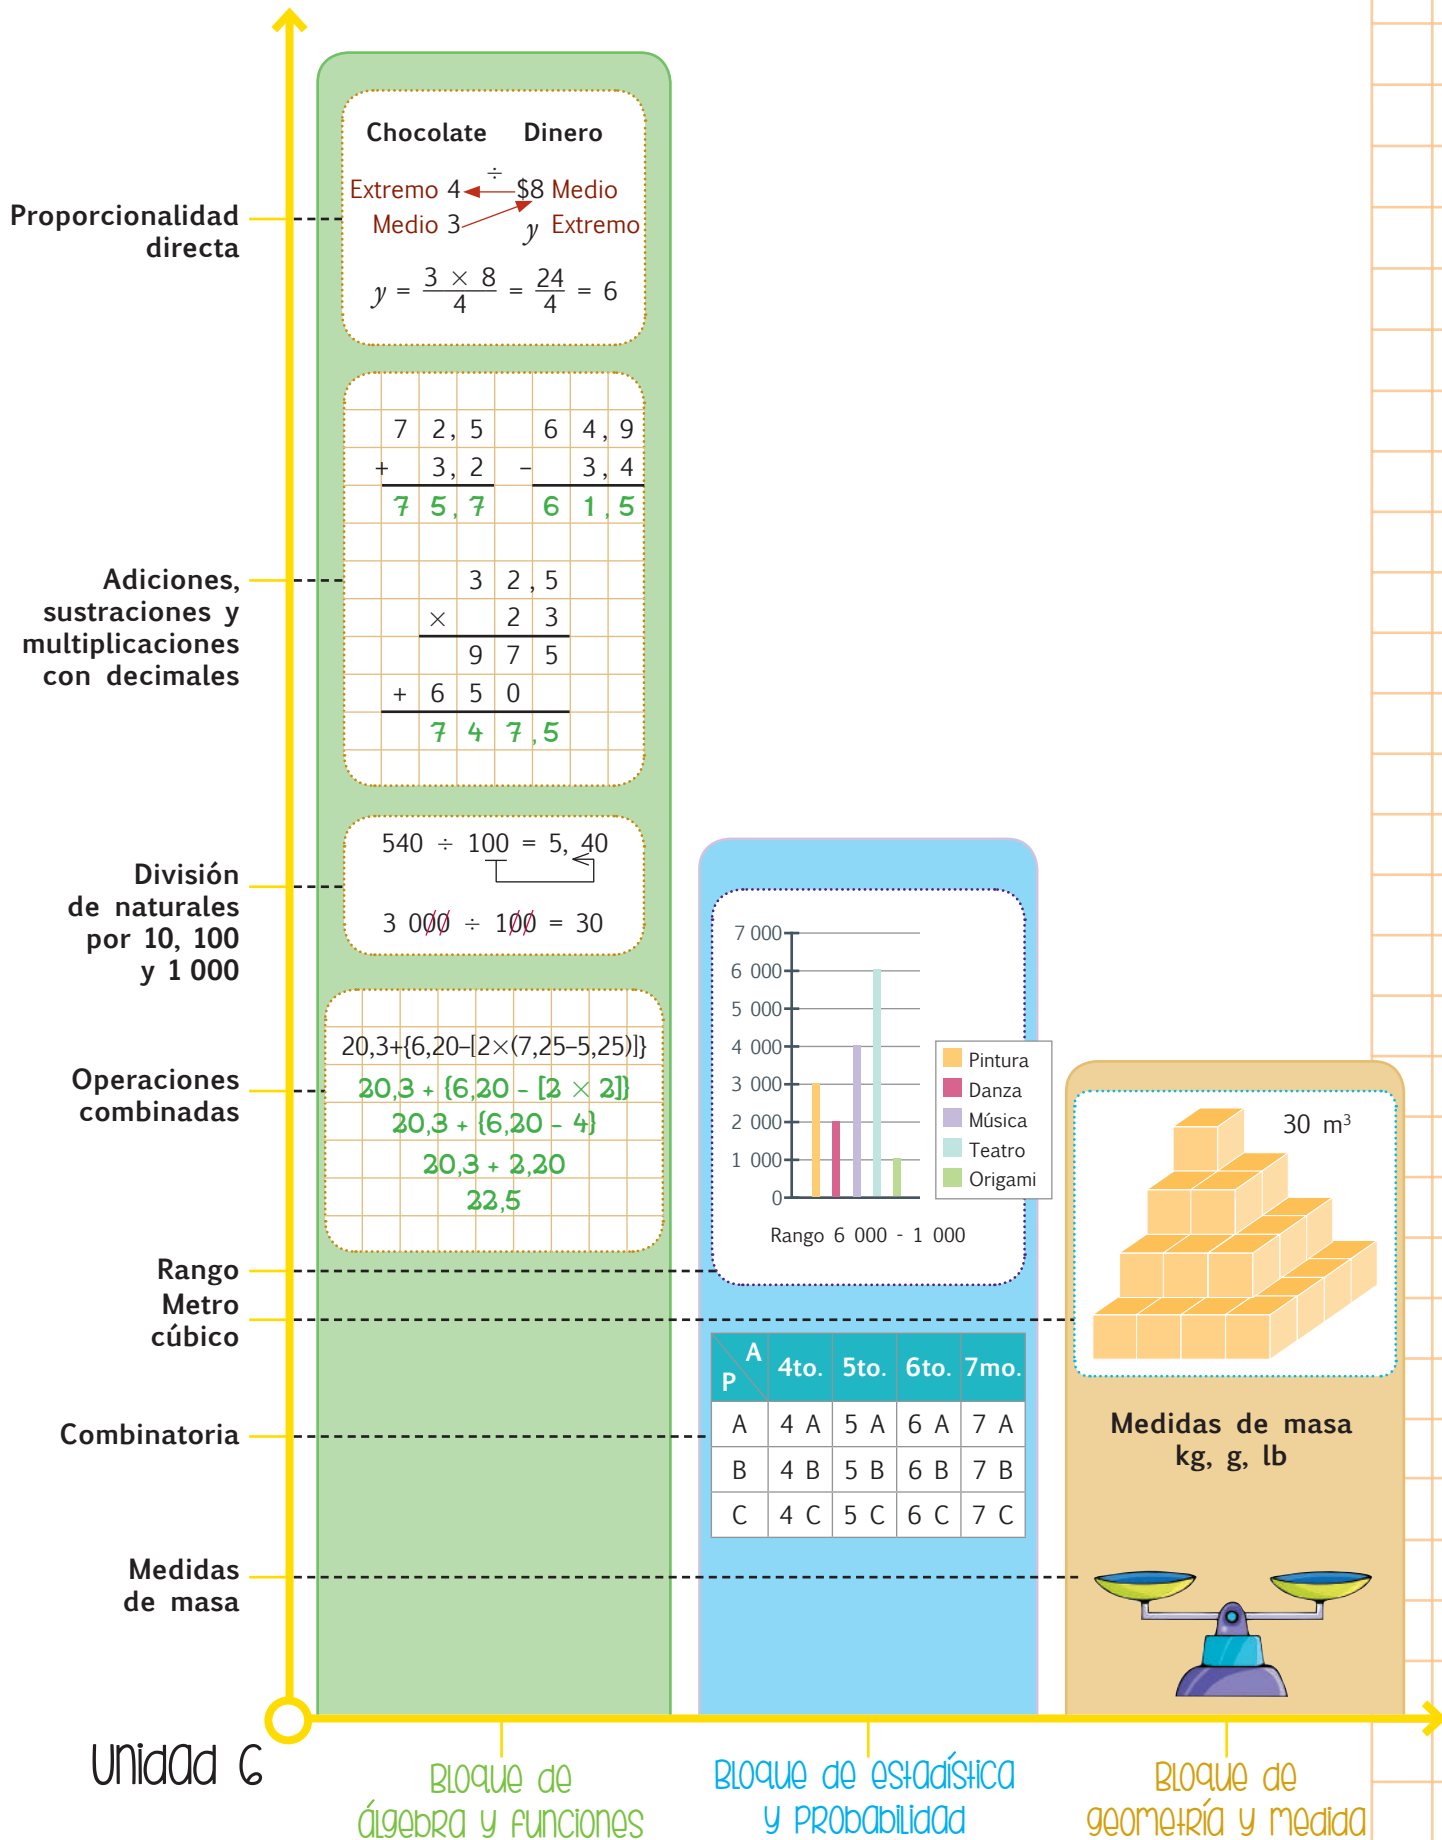 Chocolate Dinero
÷
Extremo 4 $8 Medio
Medio 3 y Extremo
y = 3 × 8 / 4 = 24 / 4 = 6
Proporcionalidad
directa
7 2,5 6 4,9
+ 3,2 - 3,4
7 5,7 6 1,5
3 2,5
× 2 3
9 7 5
+ 6 5 0
7 4 7,5
Adiciones,
sustraciones y
multiplicaciones
con decimales
540 ÷ 100 = 5, 40
3 000 ÷ 100 = 30
División
de naturales
por 10, 100
y 1 000
20,3+{6,20–[2×(7,25–5,25)]}
20,3 + {6,20 - [2 × 2]}
20,3 + {6,20 - 4}
20,3 + 2,20
22,5
Operaciones
combinadas
7 000
6 000
5 000
4 000
3 000
2 000
1 000
0
Pintura
Danza
Música
Teatro
Origami
Rango 6 000 - 1 000
Rango
Metro
cúbico
30 m³
A
P
4to. 5to. 6to. 7mo.
A 4 A 5 A 6 A 7 A
B 4 B 5 B 6 B 7 B
C 4 C 5 C 6 C 7 C
Combinatoria
Medidas de masa
kg, g, lb
Medidas
de masa
Unidad 6
Bloque de
álgebra y funciones
Bloque de estadística
y probabilidad
Bloque de
geometría y medida